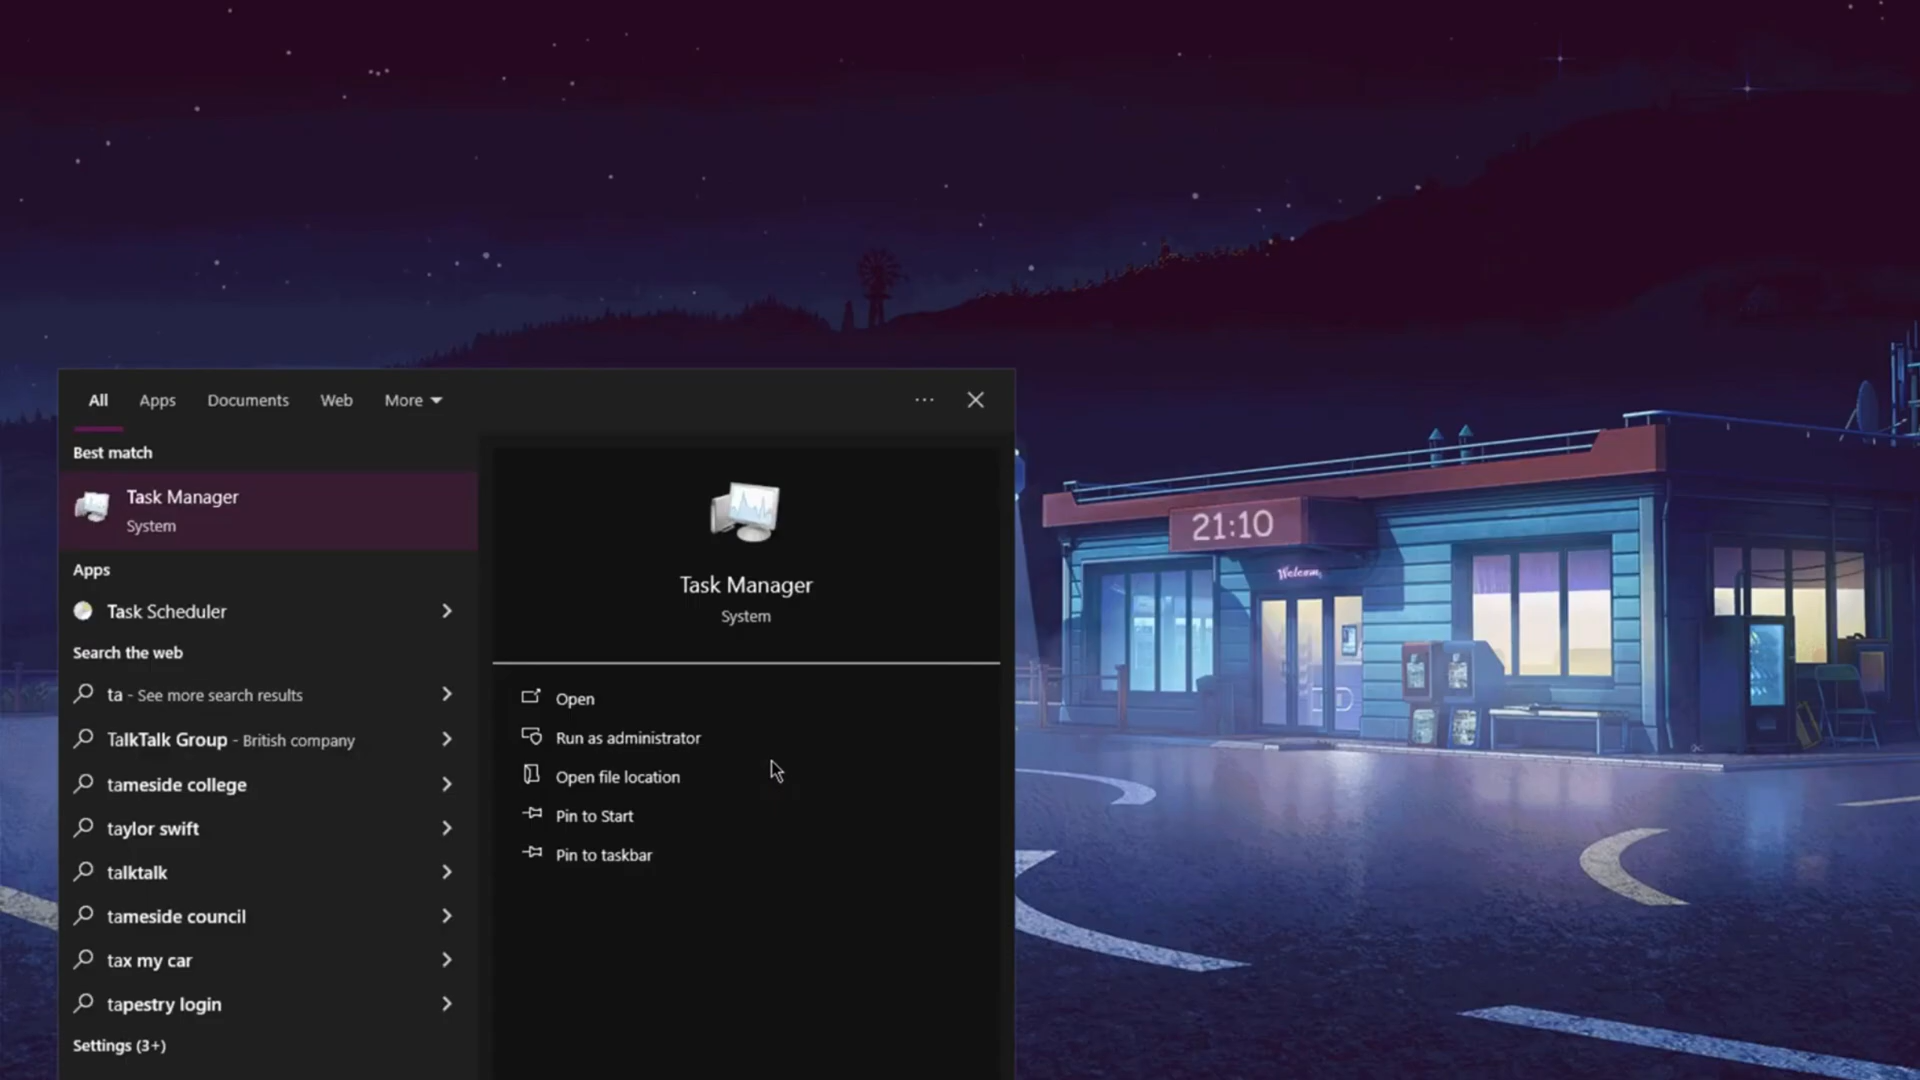 All Apps Documents Web More
Best match
Task Manager
System
Apps
Task Scheduler
Search the web
ta - See more search results
TalkTalk Group - British company
tameside college
taylor swift
talktalk
tameside council
tax my car
tapestry login
Settings (3+)
Task Manager
System
Open
Run as administrator
Open file location
Pin to Start
Pin to taskbar
21:10
Welcome